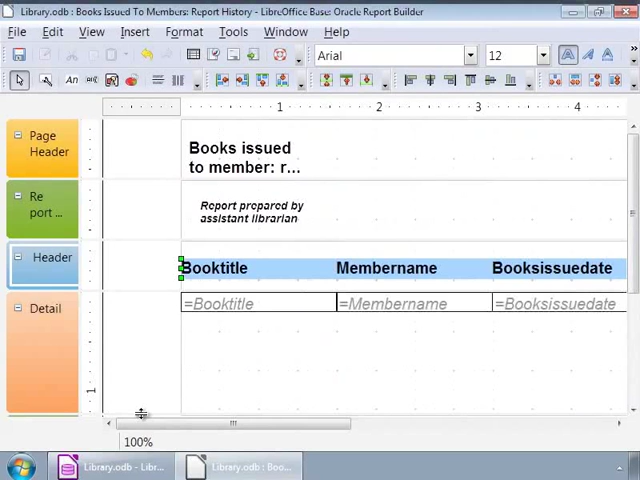 Library.odb : Books Issued To Members: Report History - LibreOffice Base: Oracle Report Builder
File Edit View Insert Format Tools Window Help
Arial 12
1 2 3 4
Page
Header
Books issued
to member: r...
Re
port ...
Report prepared by
assistant librarian
Header
Booktitle Membername Booksissuedate
Detail
=Booktitle =Membername =Booksissuedate
1
100%
Library.odb - Libr... Library.odb : Boo...